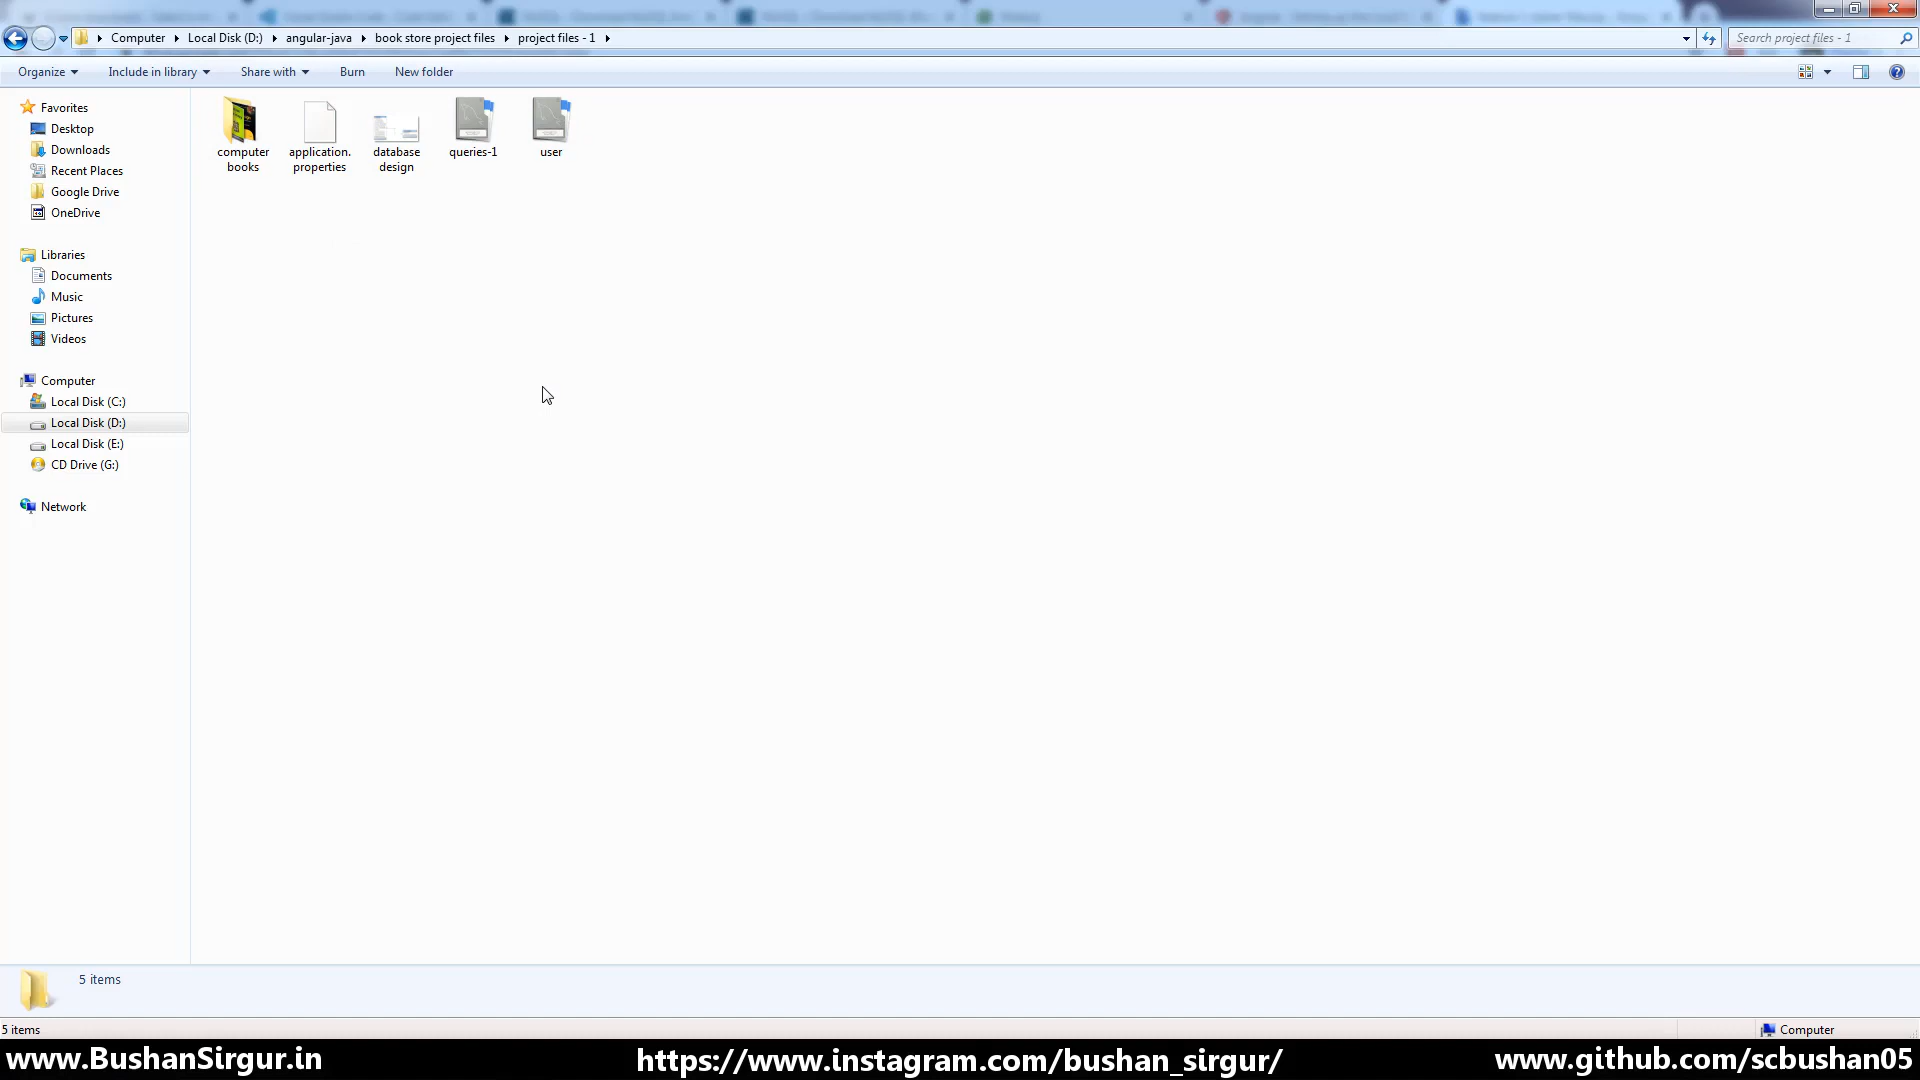 Computer Local Disk (D:) angular-java book store project files project files - 1
Search project files - 1
Organize Include in library Share with Burn New folder
Favorites
Desktop
Downloads
Recent Places
Google Drive
OneDrive
Libraries
Documents
Music
Pictures
Videos
Computer
Local Disk (C:)
Local Disk (D:)
Local Disk (E:)
CD Drive (G:)
Network
computer
books
application.
properties
database
design
queries-1
user
5 items
5 items
Computer
www.BushanSirgur.in
https://www.instagram.com/bushan_sirgur/
www.github.com/scbushan05